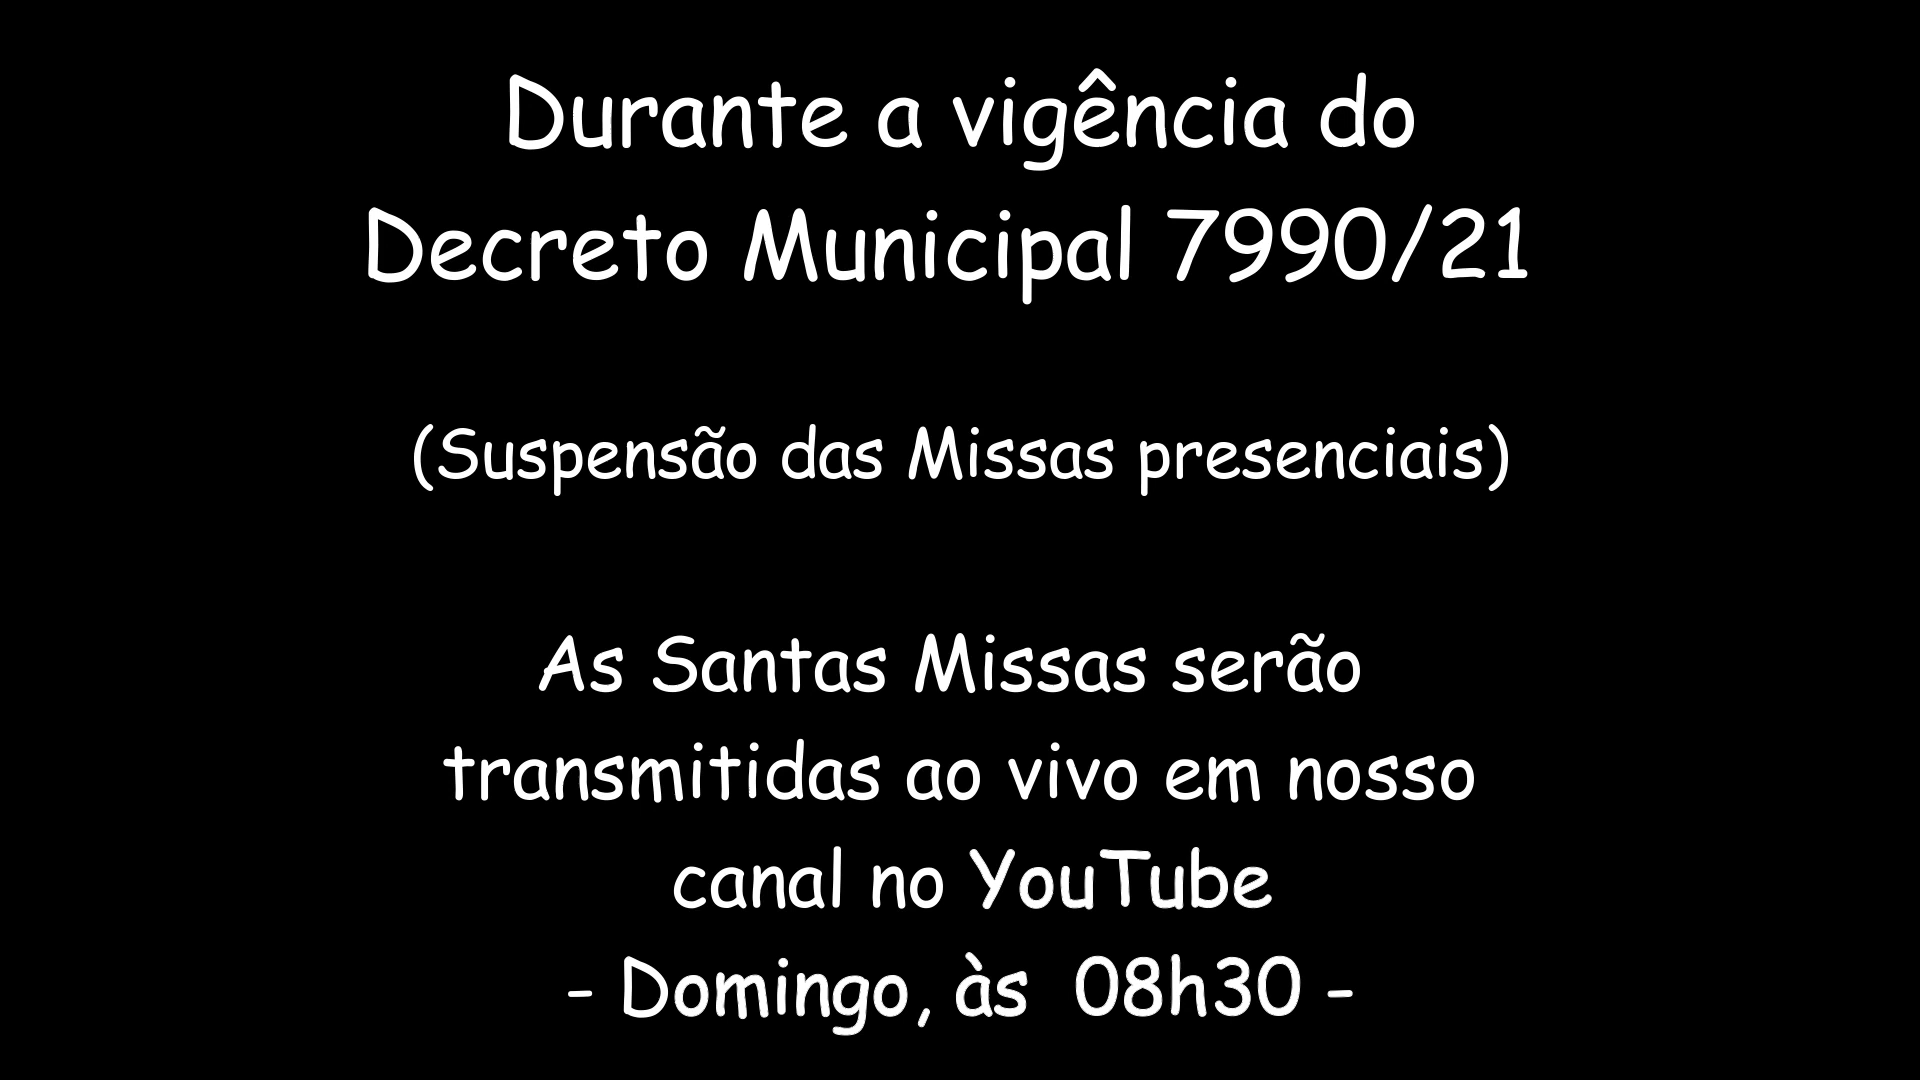 Durante a vigência do
Decreto Municipal 7990/21
(Suspensão das Missas presenciais)
As Santas Missas serão
transmitidas ao vivo em nosso
canal no YouTube
- Domingo, às 08h30 -